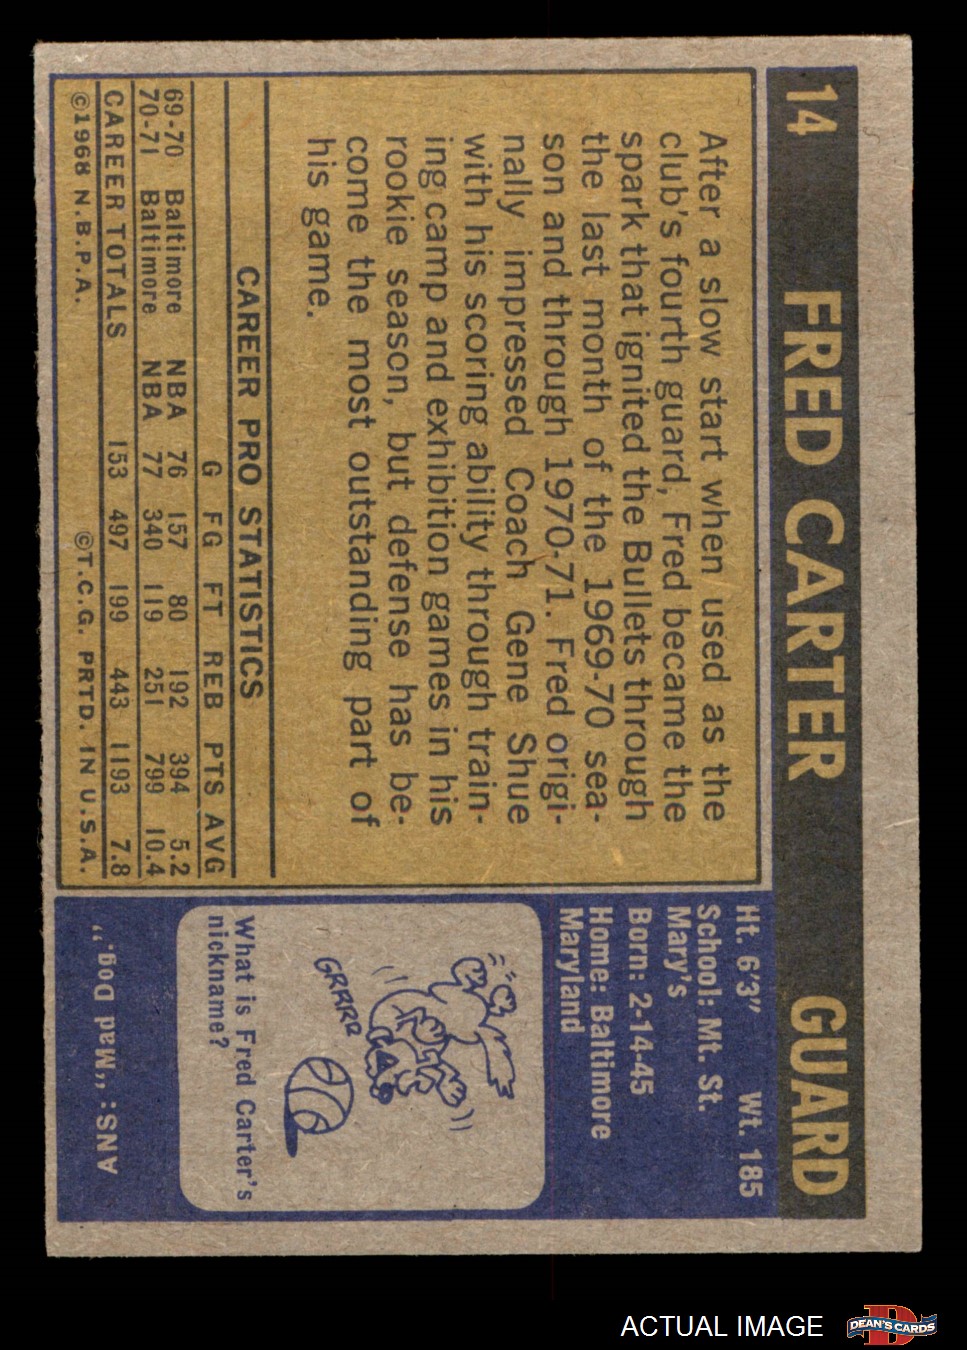 14 FRED CARTER GUARD
After a slow start when used as the
club's fourth guard, Fred became the
spark that ignited the Bullets through
the last month of the 1969-70 sea-
son and through 1970-71. Fred origi-
nally impressed Coach Gene Shue
with his scoring ability through train-
ing camp and exhibition games in his
rookie season, but defense has be-
come the most outstanding part of
his game.
CAREER PRO STATISTICS
G FG FT REB PTS AVG
69-70 Baltimore NBA 76 157 80 192 394 5.2
70-71 Baltimore NBA 77 340 119 251 799 10.4
CAREER TOTALS 153 497 199 443 1193 7.8
©1968 N.B.P.A. ©T.C.G. PRTD. IN U.S.A.
Ht. 6'3" Wt. 185
School: Mt. St.
Mary's
Born: 2-14-45
Home: Baltimore
Maryland
GRRRR
What is Fred Carter's
nickname?
ANS: "Mad Dog."
ACTUAL IMAGE
D
DEAN'S CARDS